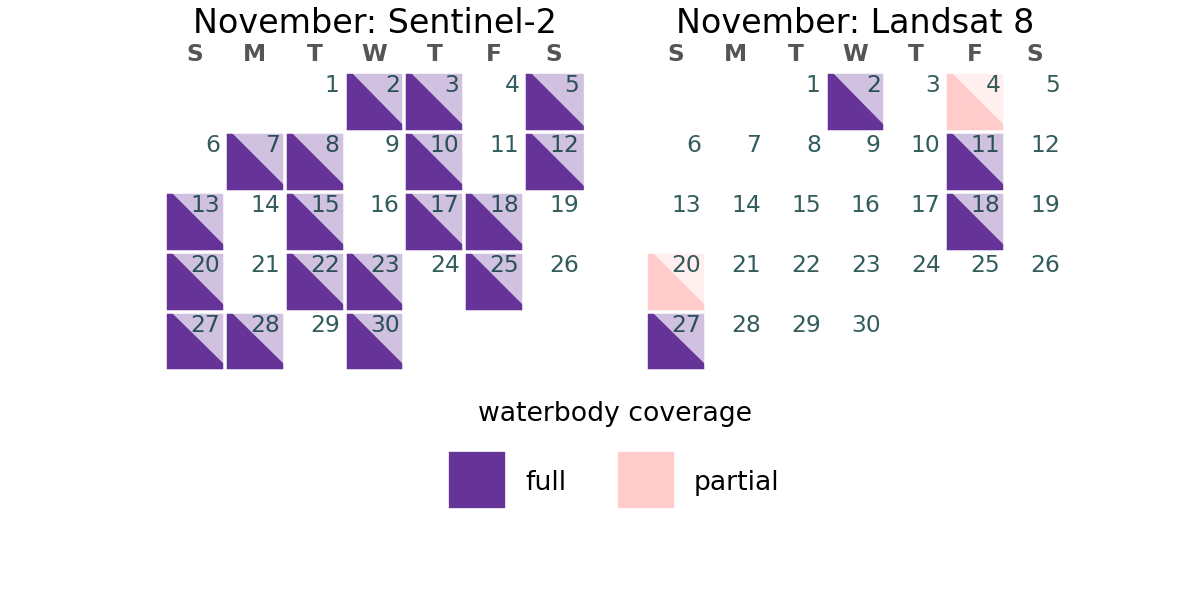 November: Sentinel-2
S M T W T F S
1 2 3 4 5
6 7 8 9 10 11 12
13 14 15 16 17 18 19
20 21 22 23 24 25 26
27 28 29 30
November: Landsat 8
S M T W T F S
1 2 3 4 5
6 7 8 9 10 11 12
13 14 15 16 17 18 19
20 21 22 23 24 25 26
27 28 29 30
waterbody coverage
full
partial